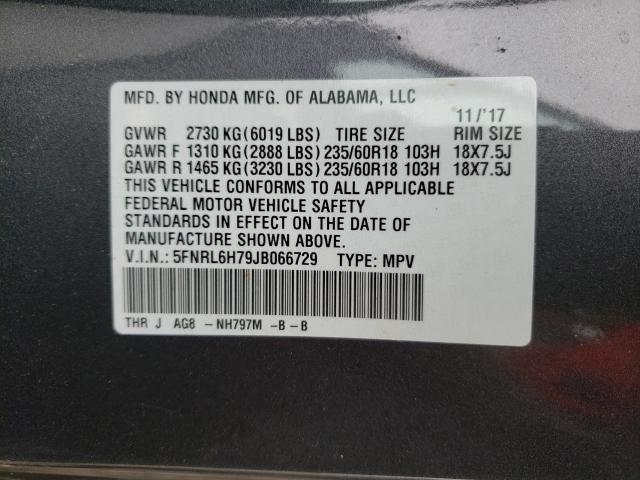 MFD. BY HONDA MFG. OF ALABAMA, LLC
11/'17
GVWR 2730 KG (6019 LBS) TIRE SIZE RIM SIZE
GAWR F 1310 KG (2888 LBS) 235/60R18 103H 18X7.5J
GAWR R 1465 KG (3230 LBS) 235/60R18 103H 18X7.5J
THIS VEHICLE CONFORMS TO ALL APPLICABLE
FEDERAL MOTOR VEHICLE SAFETY
STANDARDS IN EFFECT ON THE DATE OF
MANUFACTURE SHOWN ABOVE.
V.I.N.: 5FNRL6H79JB066729 TYPE: MPV
THR J AG8 -NH797M -B-B